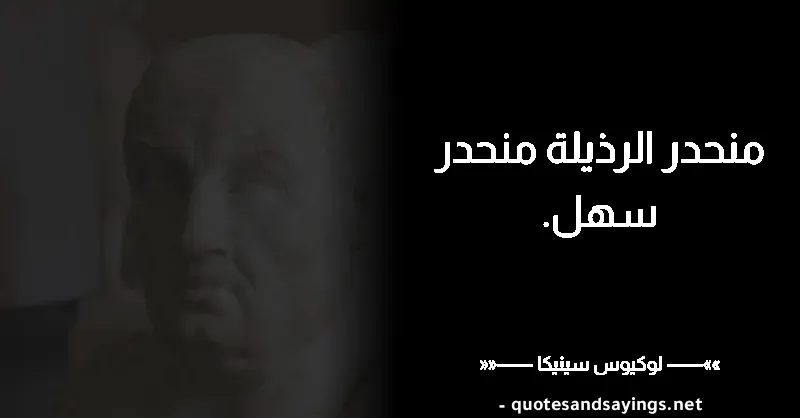 منحدر الرذيلة منحدر
سهل.
»»—— لوكيوس سينيكا ——««
- quotesandsayings.net